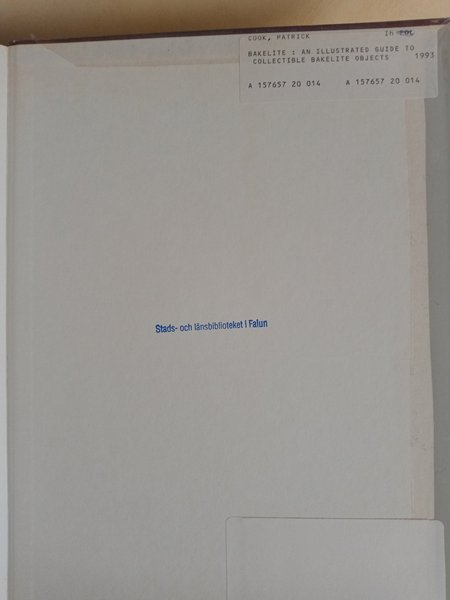 COOK, PATRICK
BAKELITE : AN ILLUSTRATED GUIDE TO
COLLECTIBLE BAKELITE OBJECTS 1993
A 157657 20 014 A 157657 20 014
Stads- och länsbiblioteket i Falun